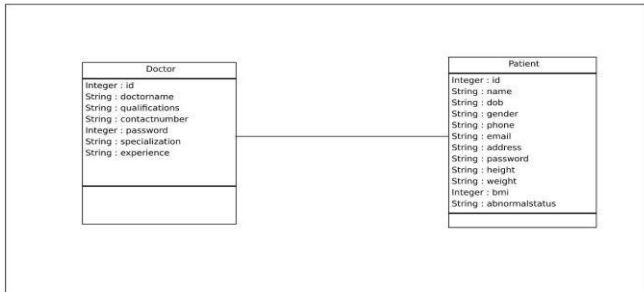 Doctor
Integer : id
String : doctorname
String : qualifications
String : contactnumber
Integer : password
String : specialization
String : experience
Patient
Integer : id
String : name
String : dob
String : gender
String : phone
String : email
String : address
String : password
String : height
String : weight
Integer : bmi
String : abnormalstatus